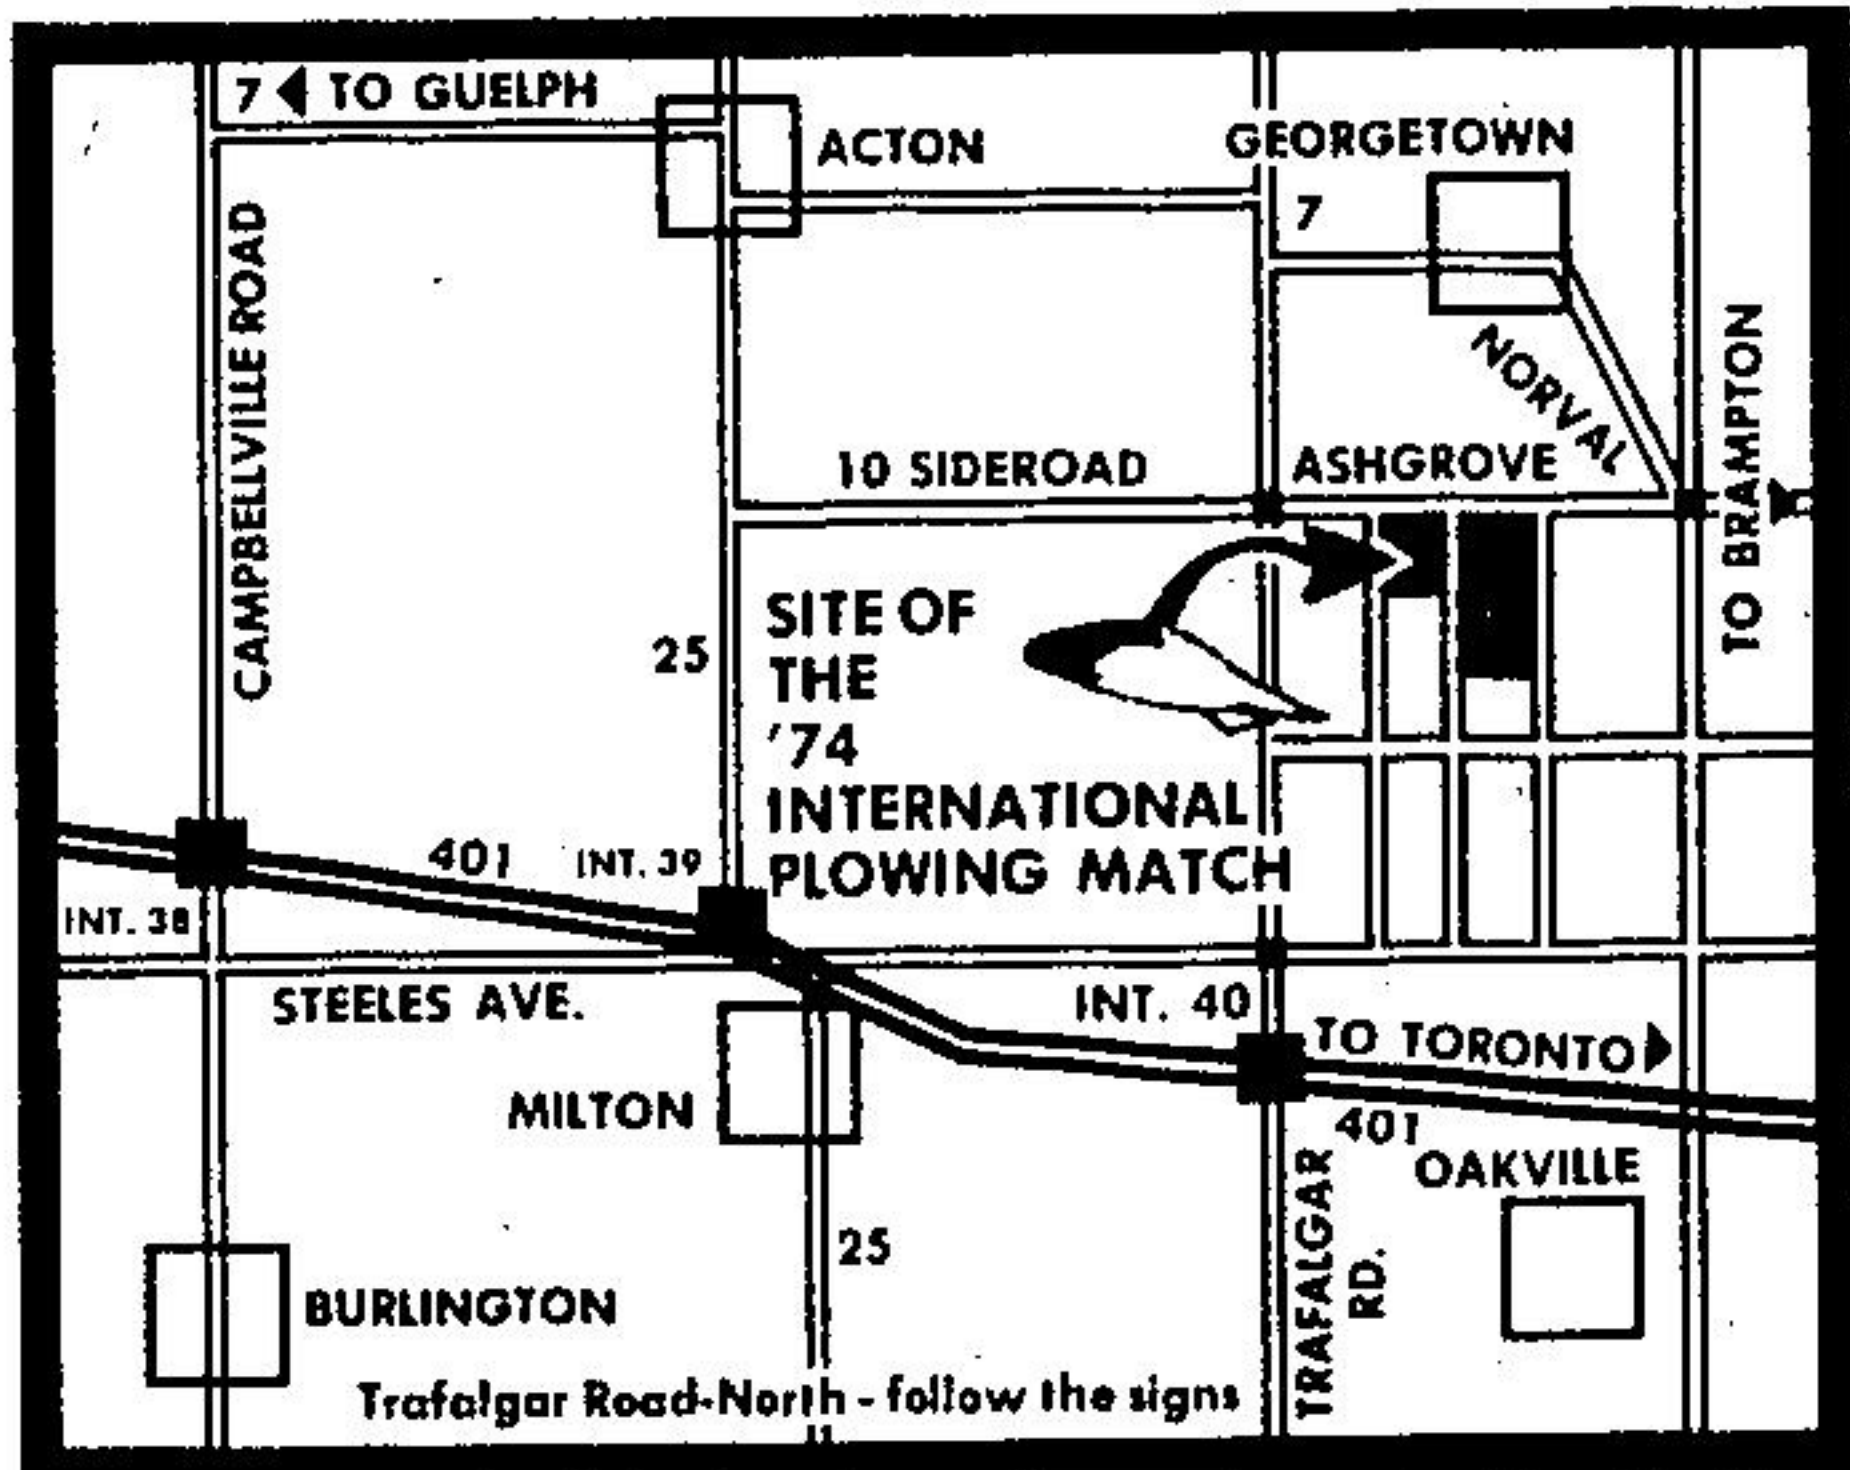 7 ◀ TO GUELPH
ACTON
GEORGETOWN
7
CAMPBELLVILLE ROAD
NORVAL
TO BRAMPTON
10 SIDEROAD
ASHGROVE
25
SITE OF
THE
'74
INTERNATIONAL
PLOWING MATCH
401
INT. 39
INT. 38
STEELES AVE.
INT. 40
TO TORONTO ▶
MILTON
401
OAKVILLE
TRAFALGAR
RD.
25
BURLINGTON
Trafalgar Road-North - follow the signs